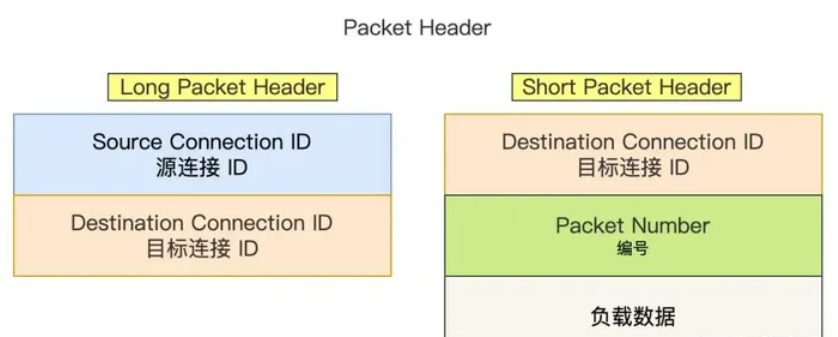 Packet Header
Long Packet Header
Source Connection ID
源连接 ID
Destination Connection ID
目标连接 ID
Short Packet Header
Destination Connection ID
目标连接 ID
Packet Number
编号
负载数据